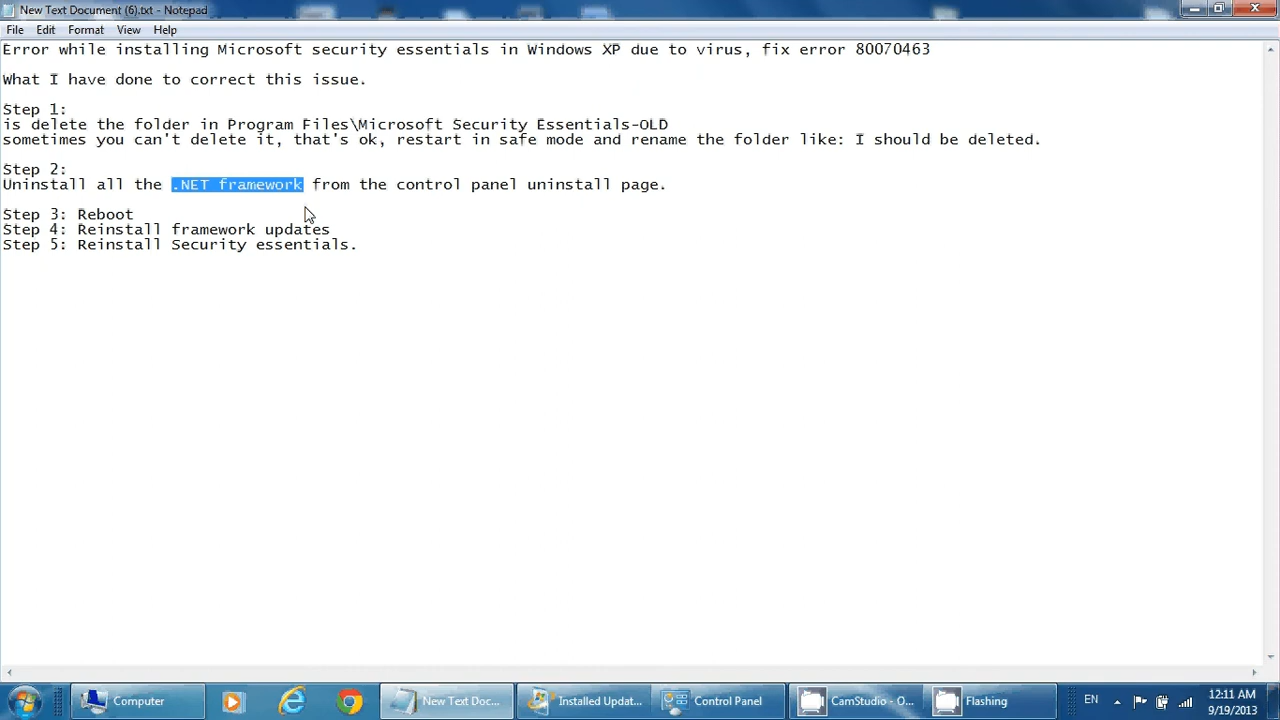 New Text Document (6).txt - Notepad
File Edit Format View Help
Error while installing Microsoft security essentials in Windows XP due to virus, fix error 80070463
What I have done to correct this issue.
Step 1:
is delete the folder in Program Files\Microsoft Security Essentials-OLD
sometimes you can't delete it, that's ok, restart in safe mode and rename the folder like: I should be deleted.
Step 2:
Uninstall all the .NET framework from the control panel uninstall page.
Step 3: Reboot
Step 4: Reinstall framework updates
Step 5: Reinstall Security essentials.
Computer New Text Doc... Installed Updat... Control Panel CamStudio - O... Flashing EN 12:11 AM
9/19/2013